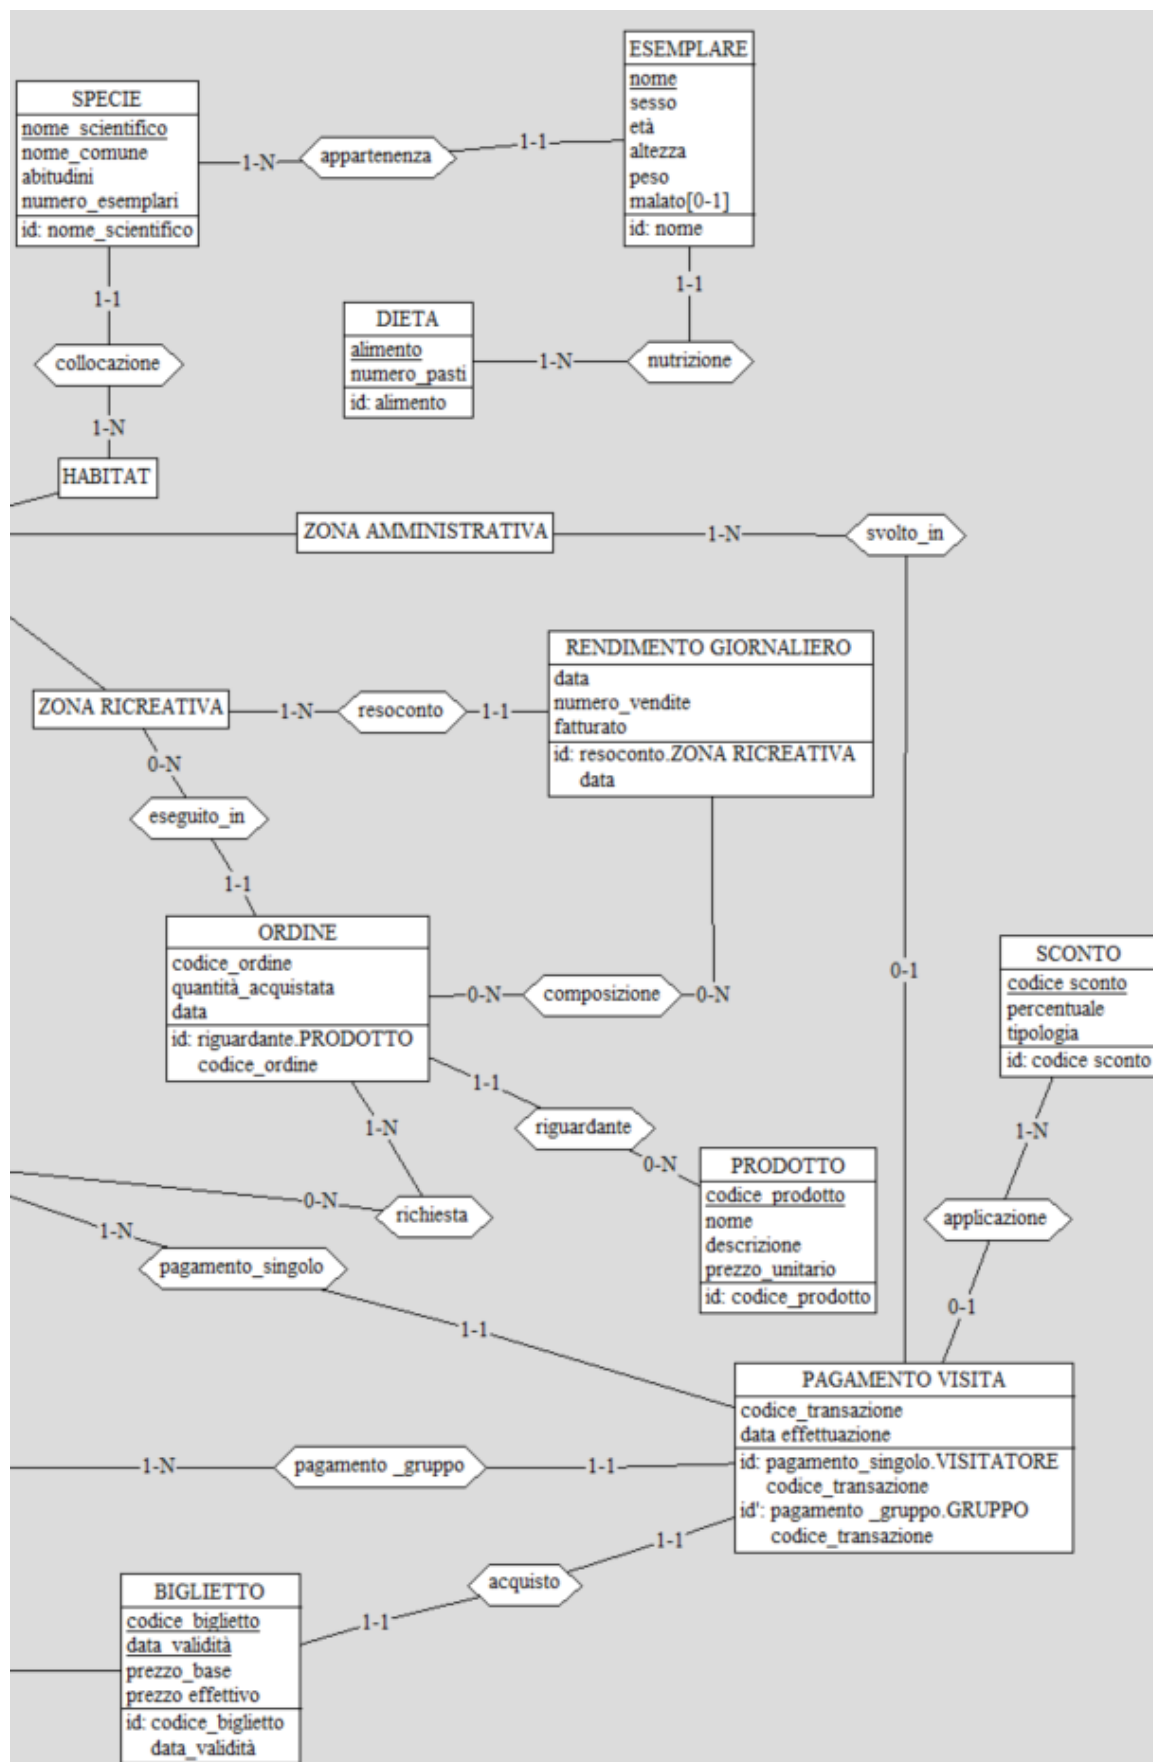 ESEMPLARE
nome
sesso
età
altezza
peso
malato[0-1]
id: nome
SPECIE
nome_scientifico
nome_comune
abitudini
numero_esemplari
id: nome_scientifico
1-N
appartenenza
1-1
1-1
1-1
collocazione
DIETA
alimento
numero_pasti
id: alimento
1-N
nutrizione
1-N
HABITAT
ZONA AMMINISTRATIVA
1-N
svolto_in
RENDIMENTO GIORNALIERO
data
numero_vendite
fatturato
id: resoconto.ZONA RICREATIVA
data
ZONA RICREATIVA
1-N
resoconto
1-1
0-N
eseguito_in
1-1
ORDINE
codice_ordine
quantità_acquistata
data
id: riguardante.PRODOTTO
codice_ordine
0-N
composizione
0-N
0-1
SCONTO
codice sconto
percentuale
tipologia
id: codice sconto
1-1
riguardante
0-N
1-N
1-N
PRODOTTO
codice_prodotto
nome
descrizione
prezzo_unitario
id: codice_prodotto
0-N
richiesta
applicazione
1-N
pagamento_singolo
1-1
0-1
PAGAMENTO VISITA
codice_transazione
data effettuazione
id: pagamento_singolo.VISITATORE
codice_transazione
id': pagamento _gruppo.GRUPPO
codice_transazione
1-N
pagamento _gruppo
1-1
1-1
acquisto
1-1
BIGLIETTO
codice_biglietto
data_validità
prezzo_base
prezzo effettivo
id: codice_biglietto
data_validità